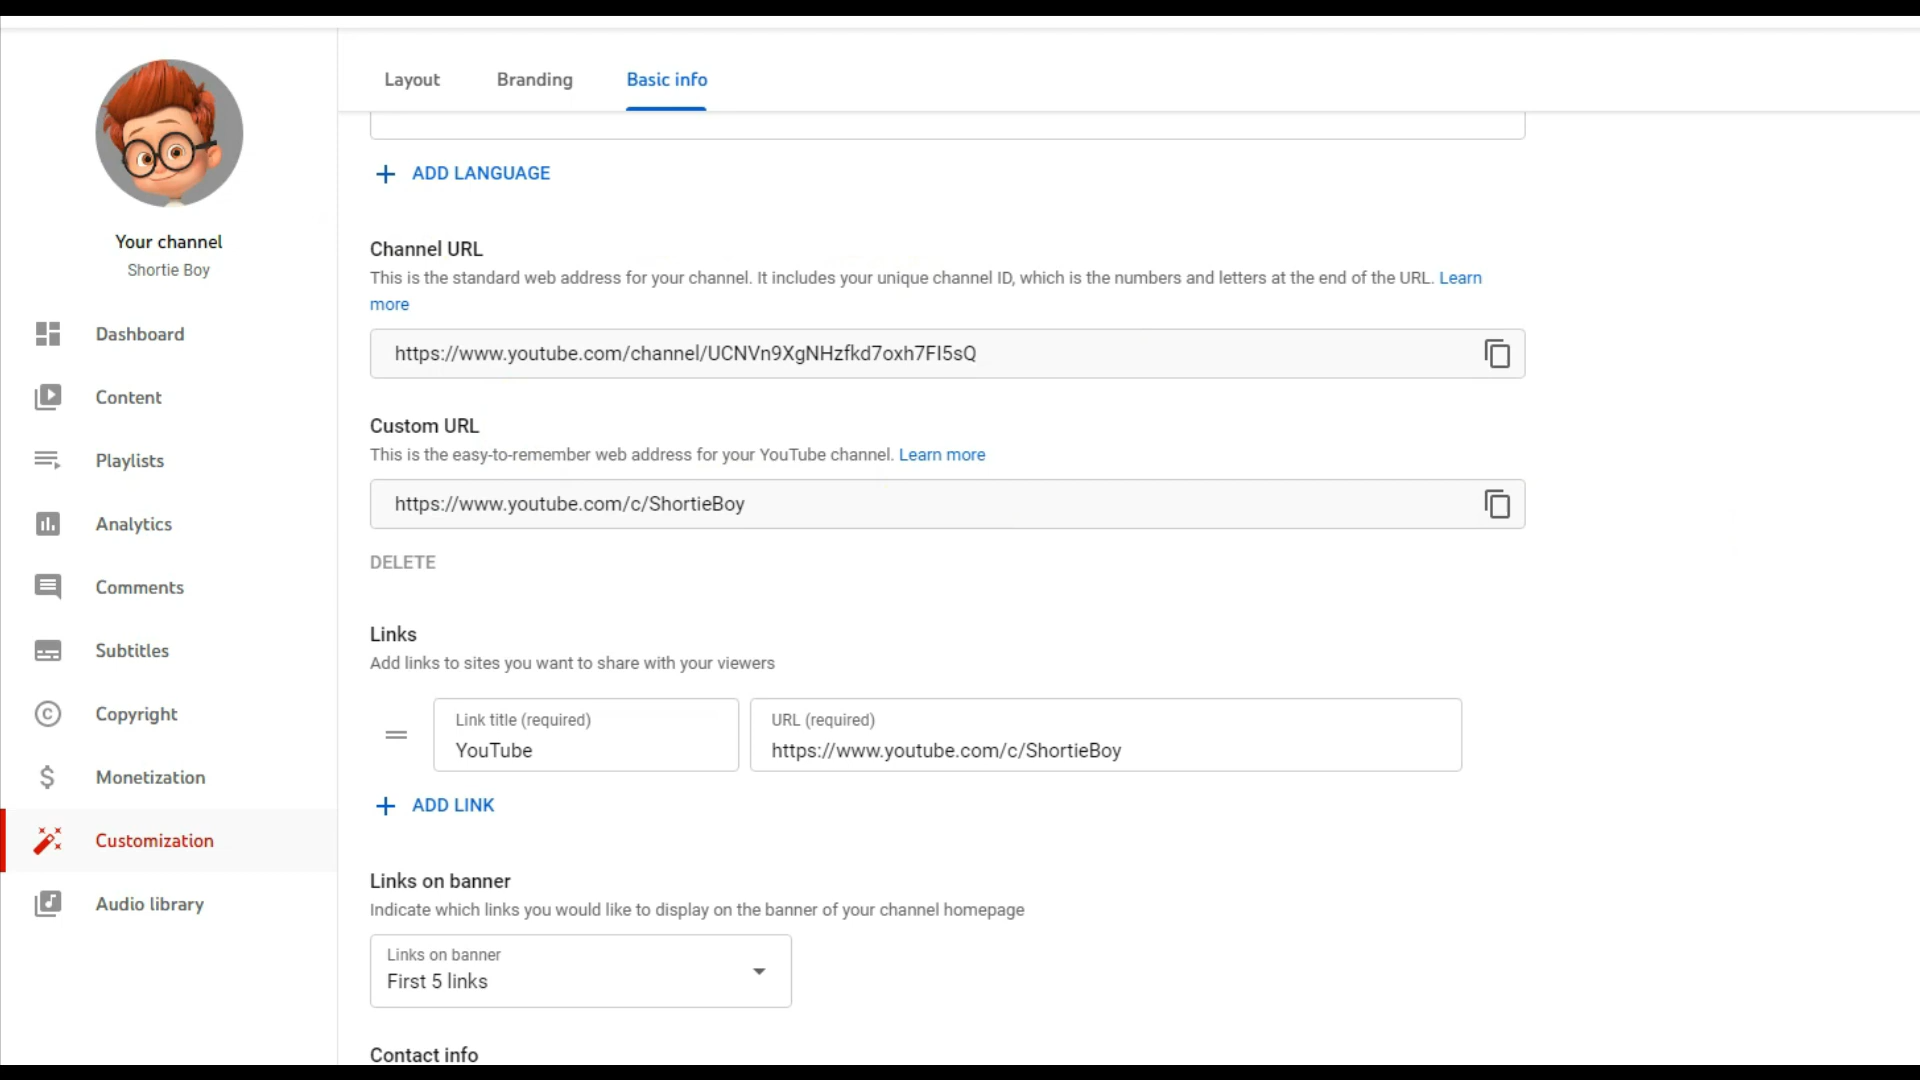 Layout
Branding
Basic info
ADD LANGUAGE
Your channel
Shortie Boy
Dashboard
Content
Playlists
Analytics
Comments
Subtitles
Copyright
Monetization
Customization
Audio library
Channel URL
This is the standard web address for your channel. It includes your unique channel ID, which is the numbers and letters at the end of the URL. Learn
more
https://www.youtube.com/channel/UCNVn9XgNHzfkd7oxh7FI5sQ
Custom URL
This is the easy-to-remember web address for your YouTube channel. Learn more
https://www.youtube.com/c/ShortieBoy
DELETE
Links
Add links to sites you want to share with your viewers
Link title (required)
YouTube
URL (required)
https://www.youtube.com/c/ShortieBoy
ADD LINK
Links on banner
Indicate which links you would like to display on the banner of your channel homepage
Links on banner
First 5 links
Contact info